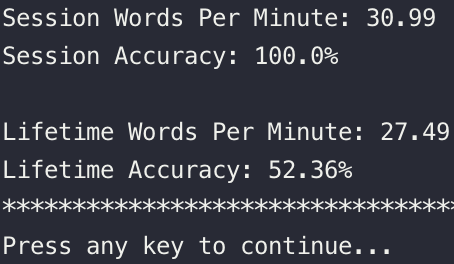 Session Words Per Minute: 30.99
Session Accuracy: 100.0%
Lifetime Words Per Minute: 27.49
Lifetime Accuracy: 52.36%
*********************************
Press any key to continue...